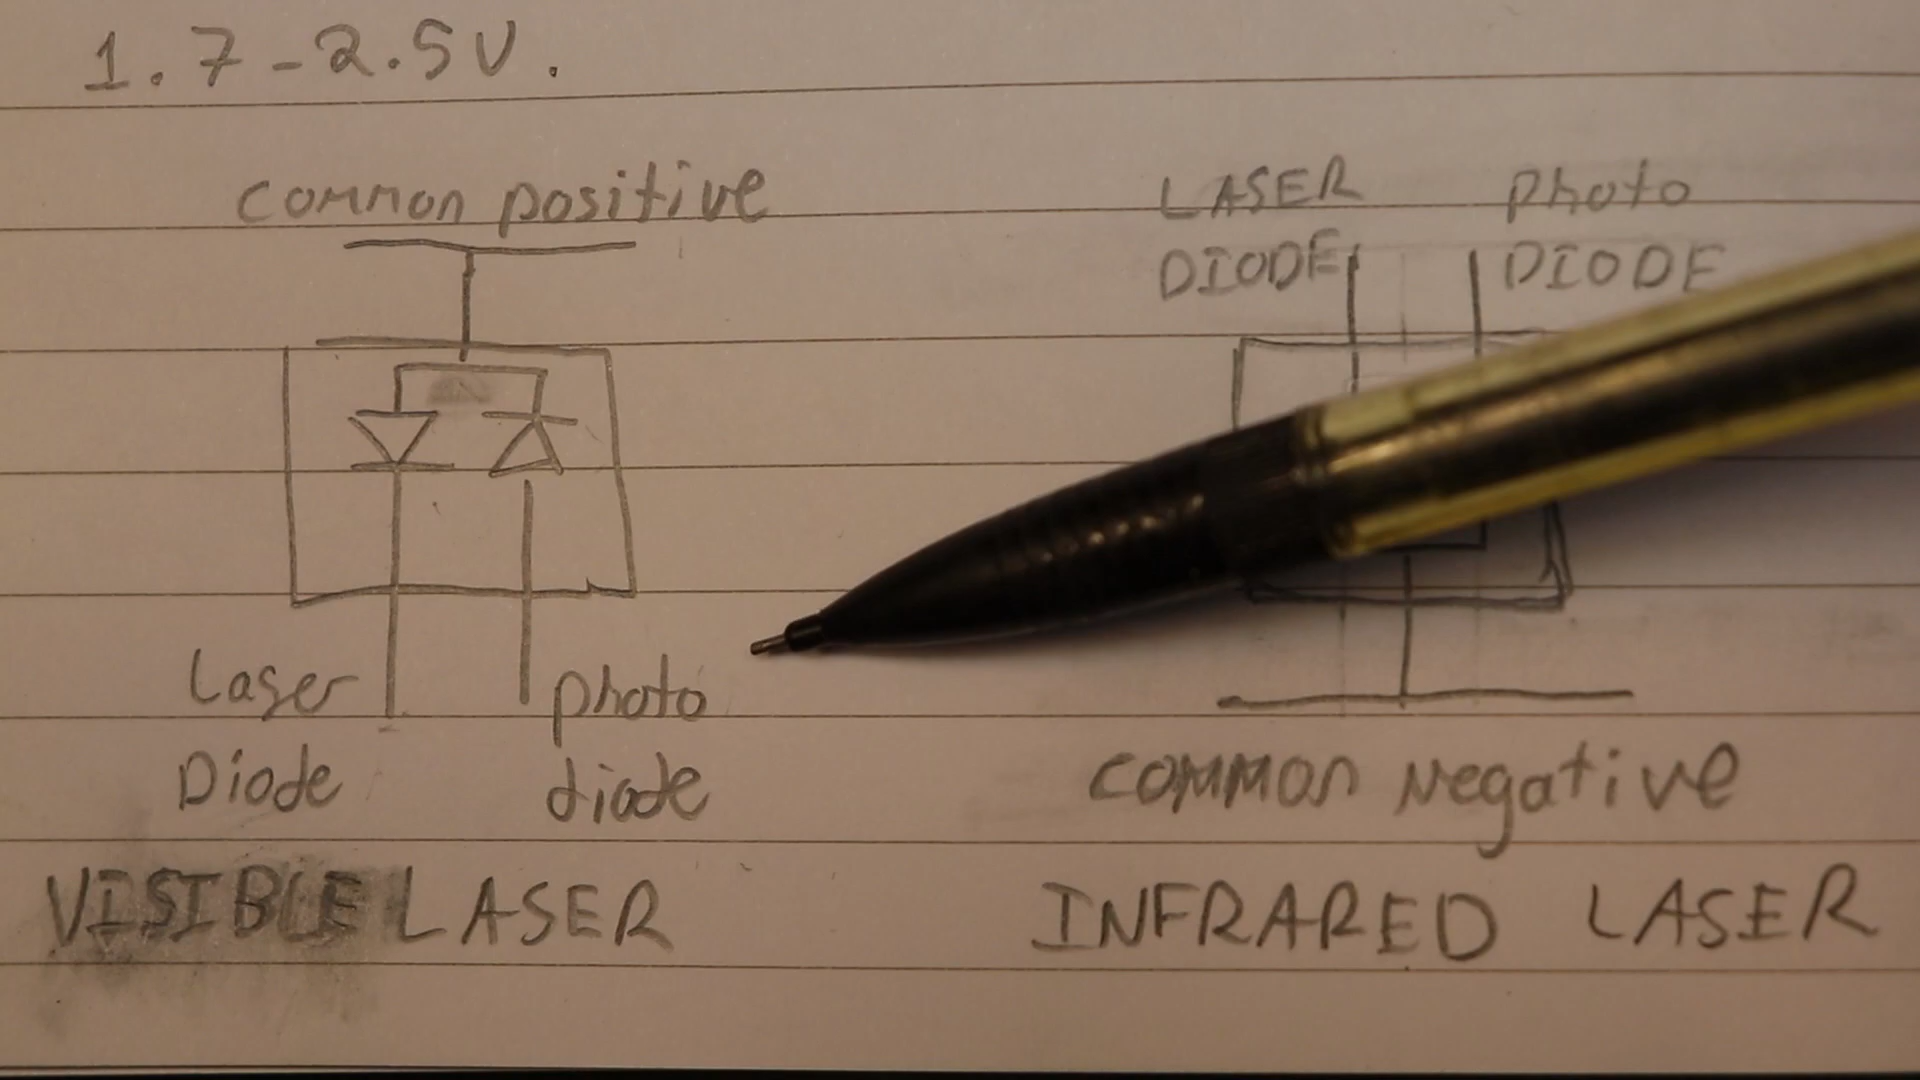 1.7-2.5V.
common positive
Laser
Diode
photo
diode
VISIBLE LASER
LASER
DIODE
Photo
DIODE
common Negative
INFRARED LASER